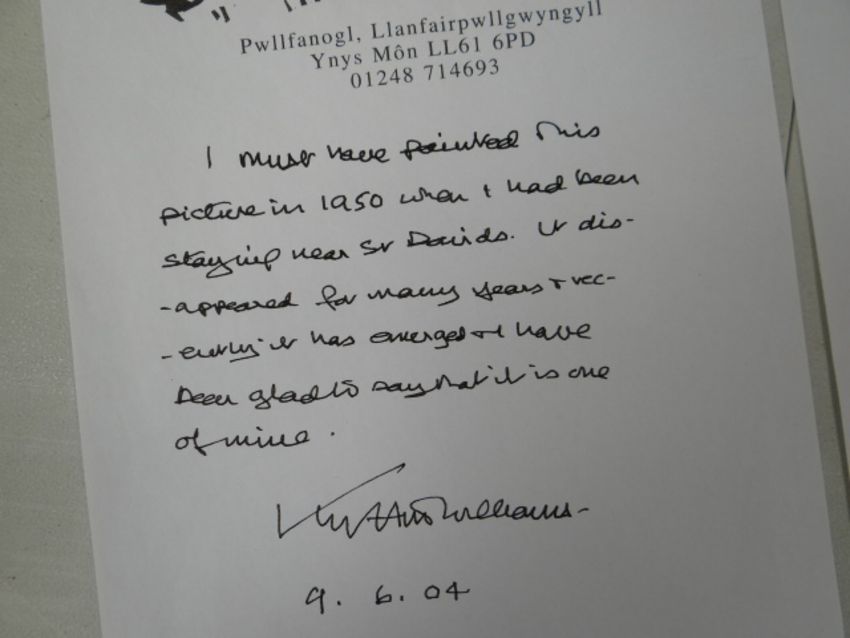 Pwllfanogl, Llanfairpwllgwyngyll
Ynys Môn LL61 6PD
01248 714693
I must have painted this
picture in 1950 when I had been
staying near St Davids. It dis-
-appeared for many years & rec-
-ently it has emerged & I have
been glad to say that it is one
of mine.
Kyffin Williams
9. 6. 04